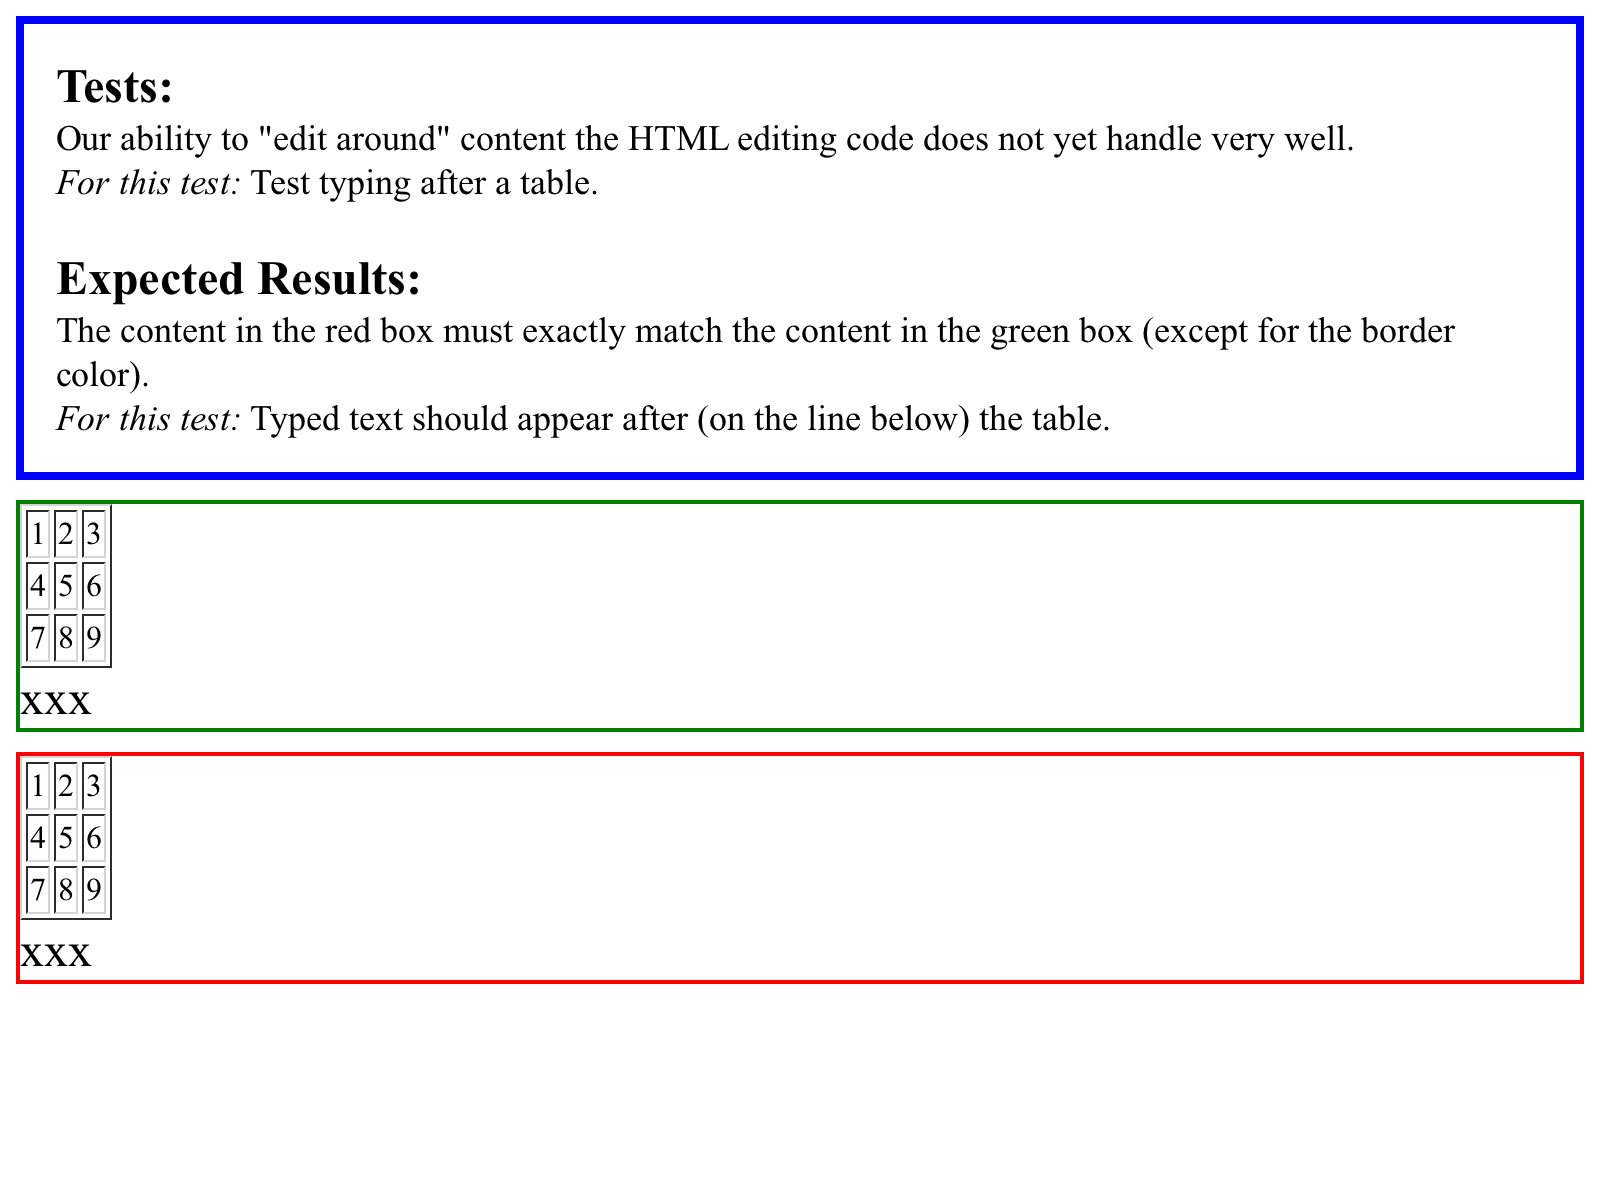 Tests:
Our ability to "edit around" content the HTML editing code does not yet handle very well.
For this test: Test typing after a table.
Expected Results:
The content in the red box must exactly match the content in the green box (except for the border
color).
For this test: Typed text should appear after (on the line below) the table.
1 2 3
4 5 6
7 8 9
xxx
1 2 3
4 5 6
7 8 9
xxx